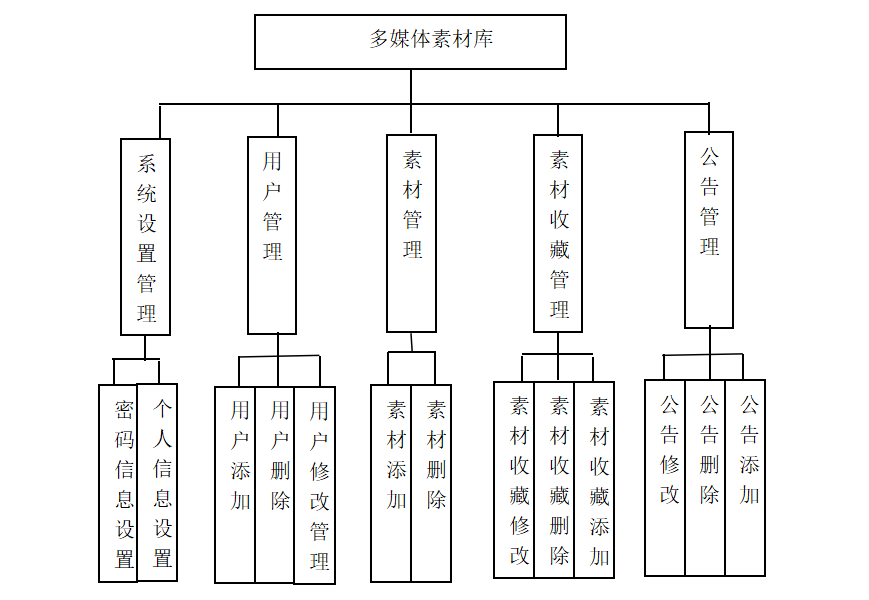 多媒体素材库
系统设置管理
用户管理
素材管理
素材收藏管理
公告管理
密码信息设置
个人信息设置
用户添加
用户删除
用户修改管理
素材添加
素材删除
素材收藏修改
素材收藏删除
素材收藏添加
公告修改
公告删除
公告添加